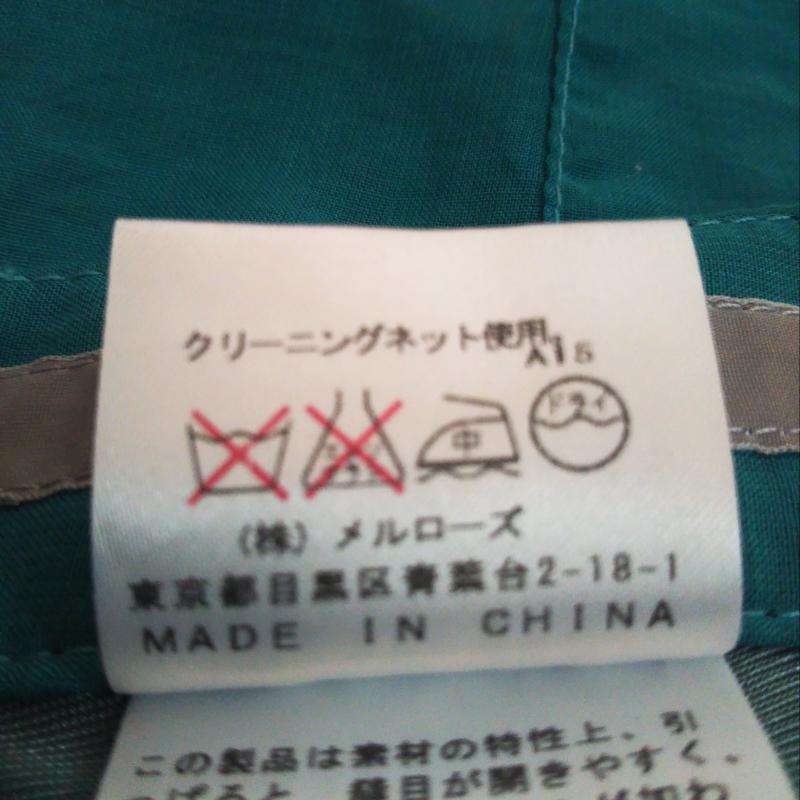 クリーニングネット使用
A15
中
ドライ
(株) メルローズ
東京都目黒区青葉台2-18-1
MADE IN CHINA
この製品は素材の特性上、引
っぱると、縫目が開きやすく、